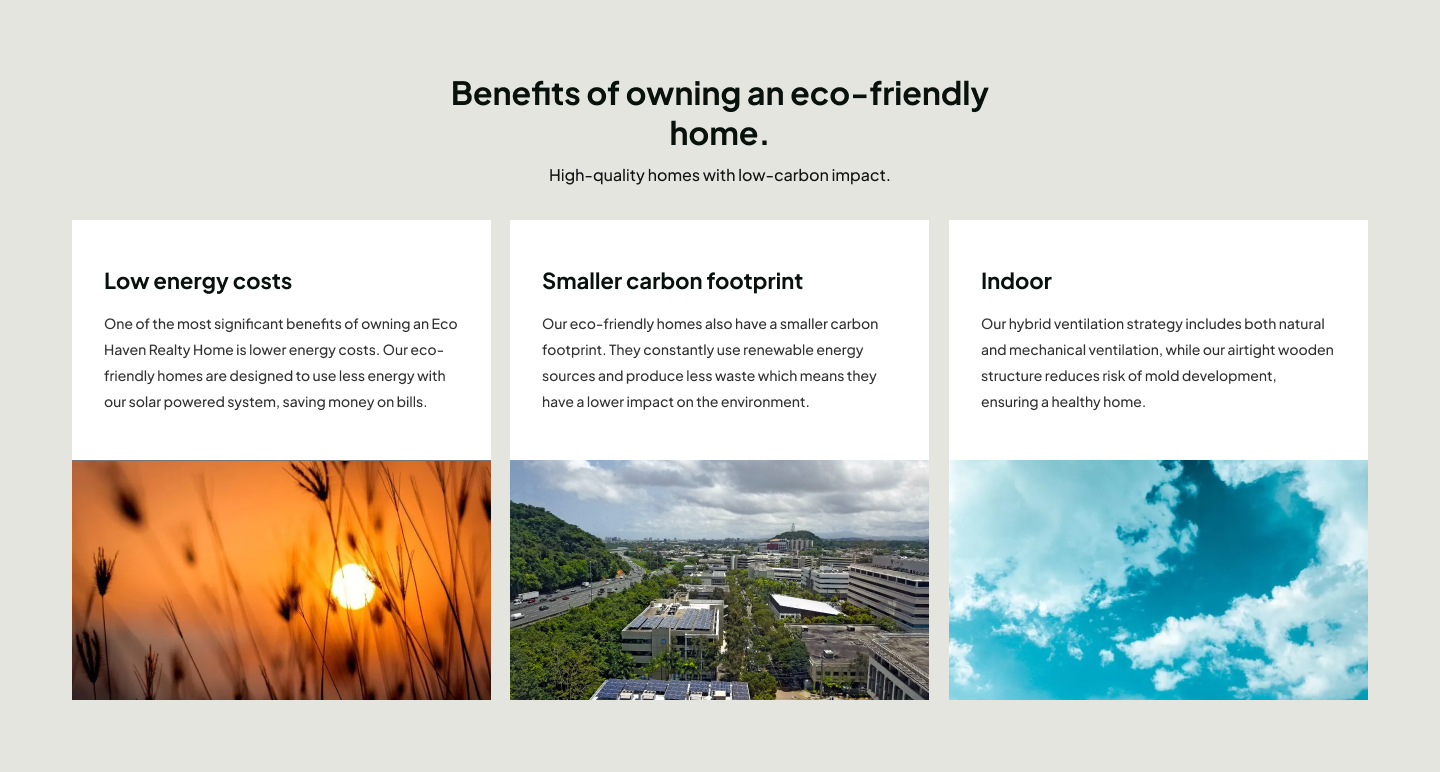 Benefits of owning an eco-friendly
home.
High-quality homes with low-carbon impact.
Low energy costs
One of the most significant benefits of owning an Eco
Haven Realty Home is lower energy costs. Our eco-
friendly homes are designed to use less energy with
our solar powered system, saving money on bills.
Smaller carbon footprint
Our eco-friendly homes also have a smaller carbon
footprint. They constantly use renewable energy
sources and produce less waste which means they
have a lower impact on the environment.
Indoor
Our hybrid ventilation strategy includes both natural
and mechanical ventilation, while our airtight wooden
structure reduces risk of mold development,
ensuring a healthy home.